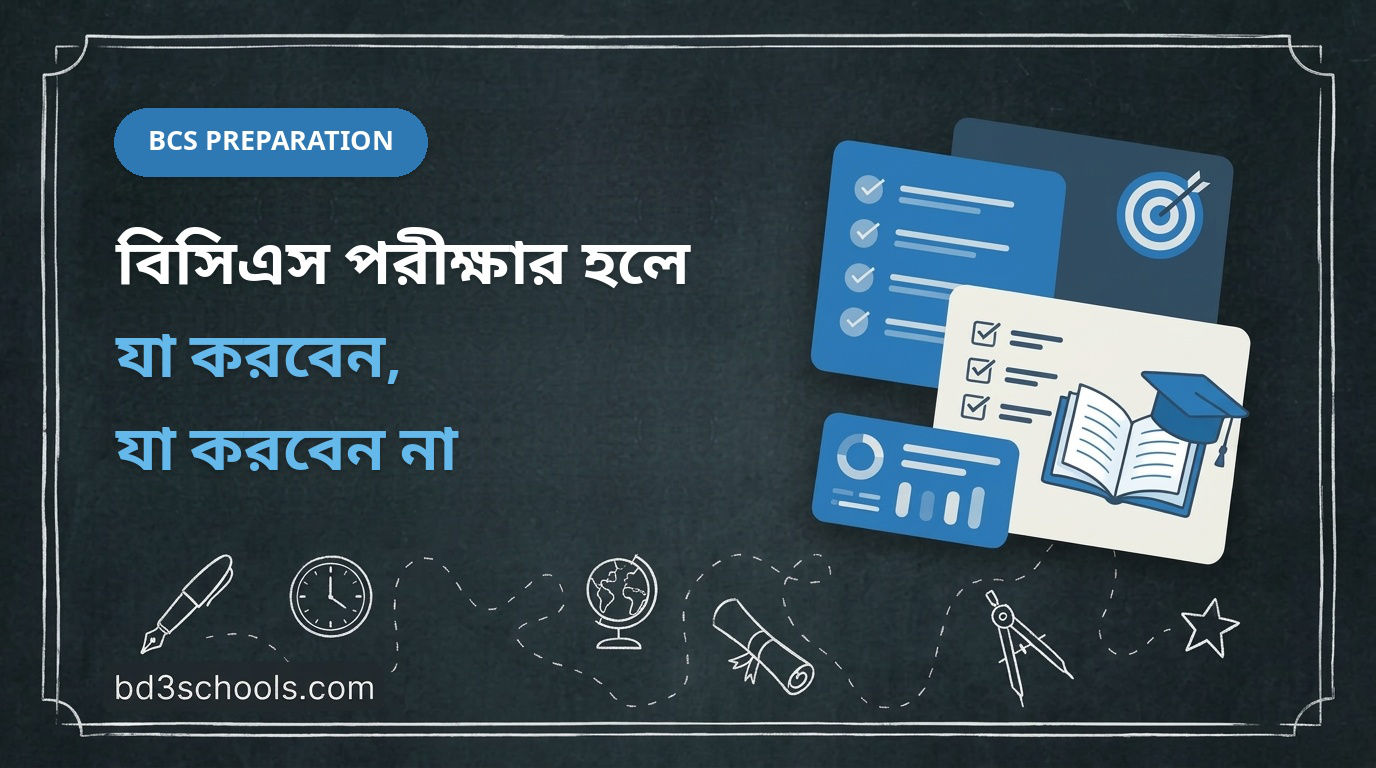 BCS PREPARATION
বিসিএস পরীক্ষার হলে
যা করবেন,
যা করবেন না
bd3schools.com